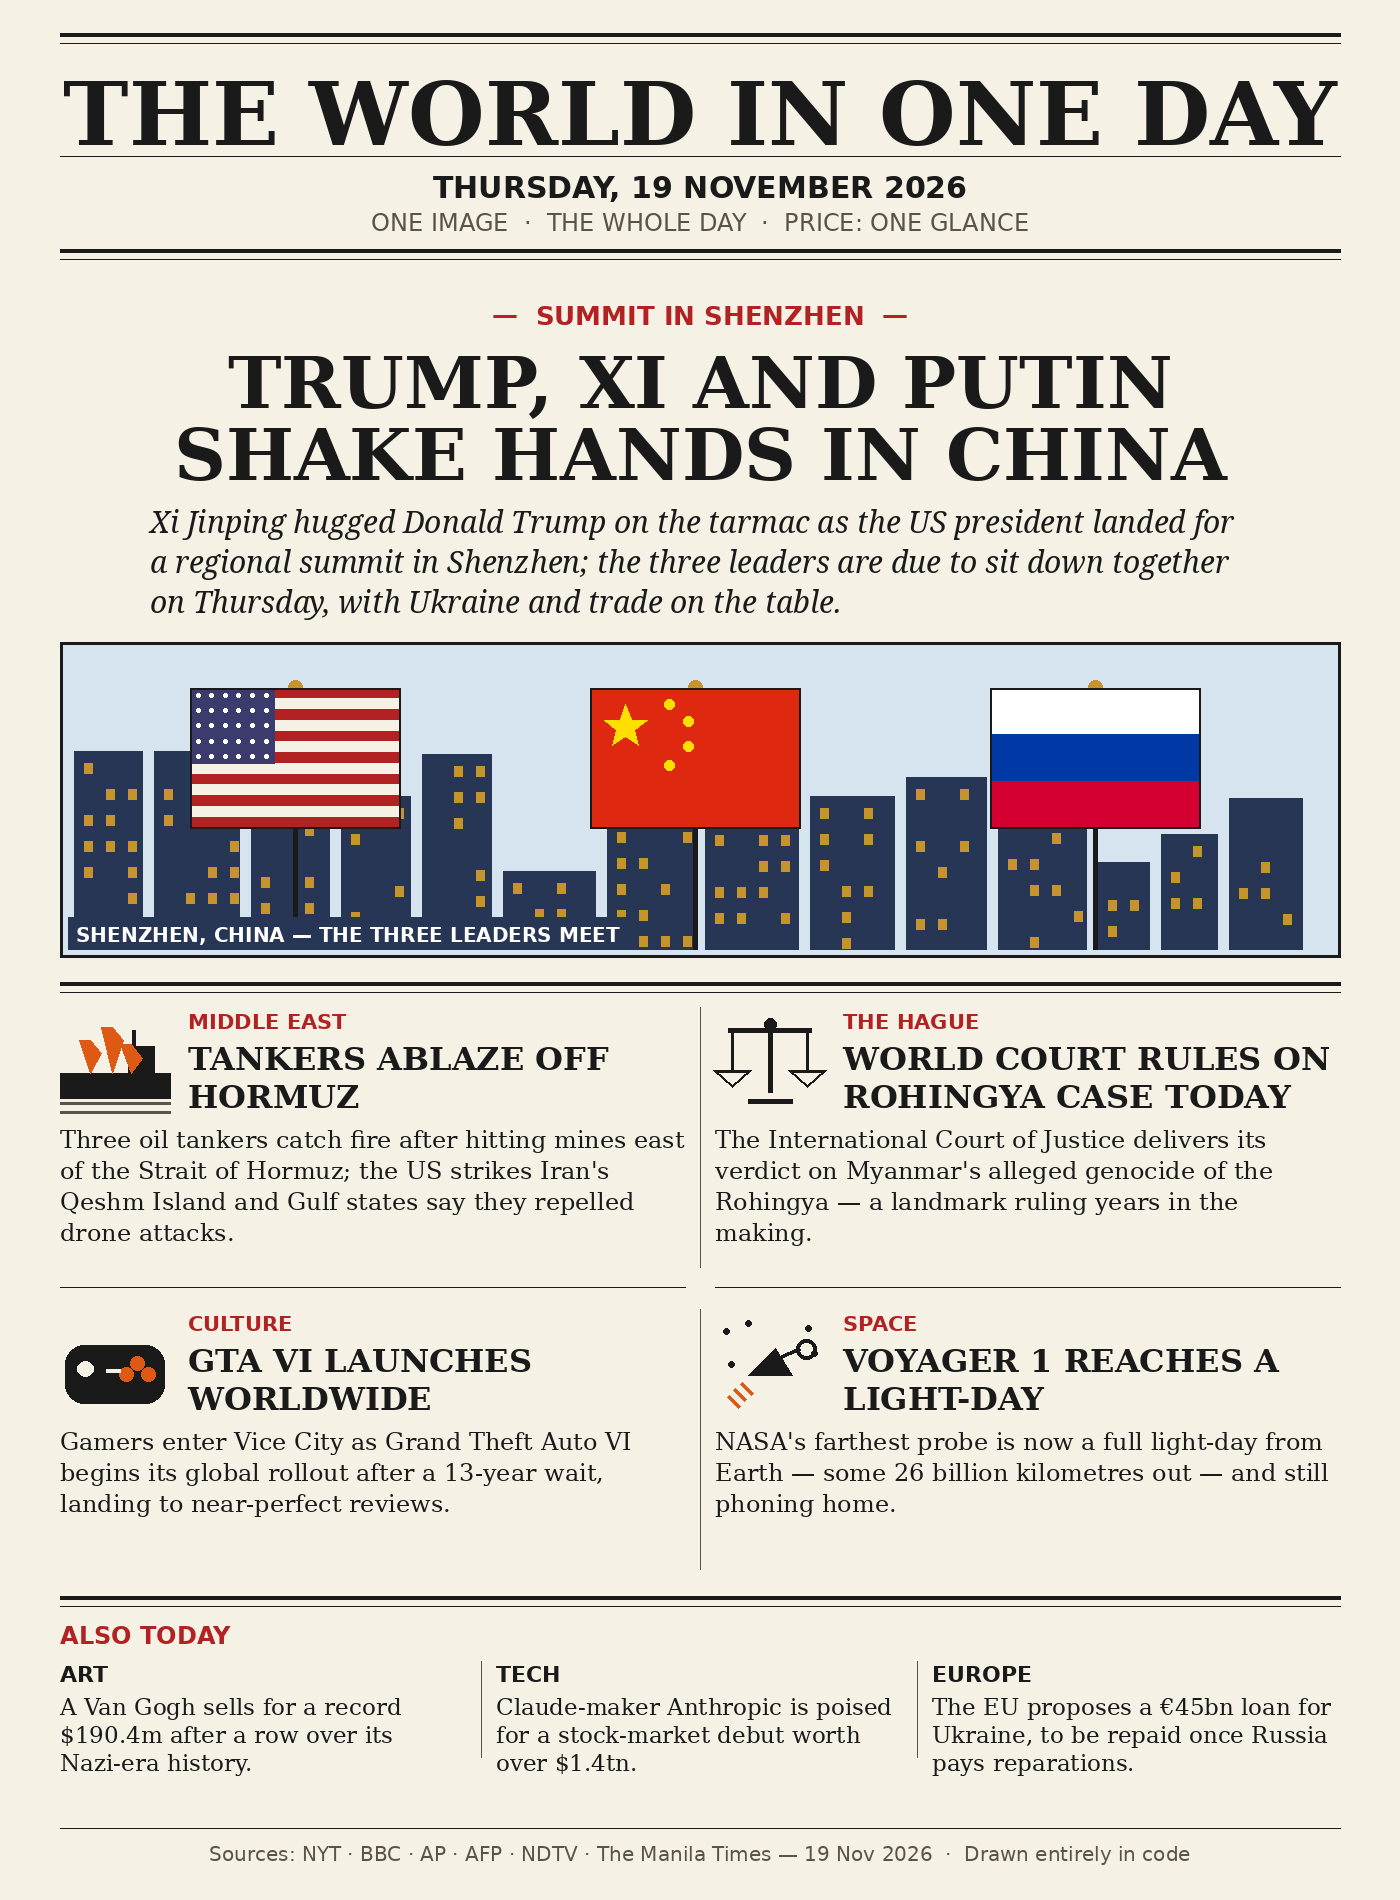 THE WORLD IN ONE DAY
THURSDAY, 19 NOVEMBER 2026
ONE IMAGE · THE WHOLE DAY · PRICE: ONE GLANCE
— SUMMIT IN SHENZHEN —
TRUMP, XI AND PUTIN
SHAKE HANDS IN CHINA
Xi Jinping hugged Donald Trump on the tarmac as the US president landed for
a regional summit in Shenzhen; the three leaders are due to sit down together
on Thursday, with Ukraine and trade on the table.
SHENZHEN, CHINA — THE THREE LEADERS MEET
MIDDLE EAST
TANKERS ABLAZE OFF
HORMUZ
Three oil tankers catch fire after hitting mines east
of the Strait of Hormuz; the US strikes Iran's
Qeshm Island and Gulf states say they repelled
drone attacks.
THE HAGUE
WORLD COURT RULES ON
ROHINGYA CASE TODAY
The International Court of Justice delivers its
verdict on Myanmar's alleged genocide of the
Rohingya — a landmark ruling years in the
making.
CULTURE
GTA VI LAUNCHES
WORLDWIDE
Gamers enter Vice City as Grand Theft Auto VI
begins its global rollout after a 13-year wait,
landing to near-perfect reviews.
SPACE
VOYAGER 1 REACHES A
LIGHT-DAY
NASA's farthest probe is now a full light-day from
Earth — some 26 billion kilometres out — and still
phoning home.
ALSO TODAY
ART
A Van Gogh sells for a record
$190.4m after a row over its
Nazi-era history.
TECH
Claude-maker Anthropic is poised
for a stock-market debut worth
over $1.4tn.
EUROPE
The EU proposes a €45bn loan for
Ukraine, to be repaid once Russia
pays reparations.
Sources: NYT · BBC · AP · AFP · NDTV · The Manila Times — 19 Nov 2026 · Drawn entirely in code